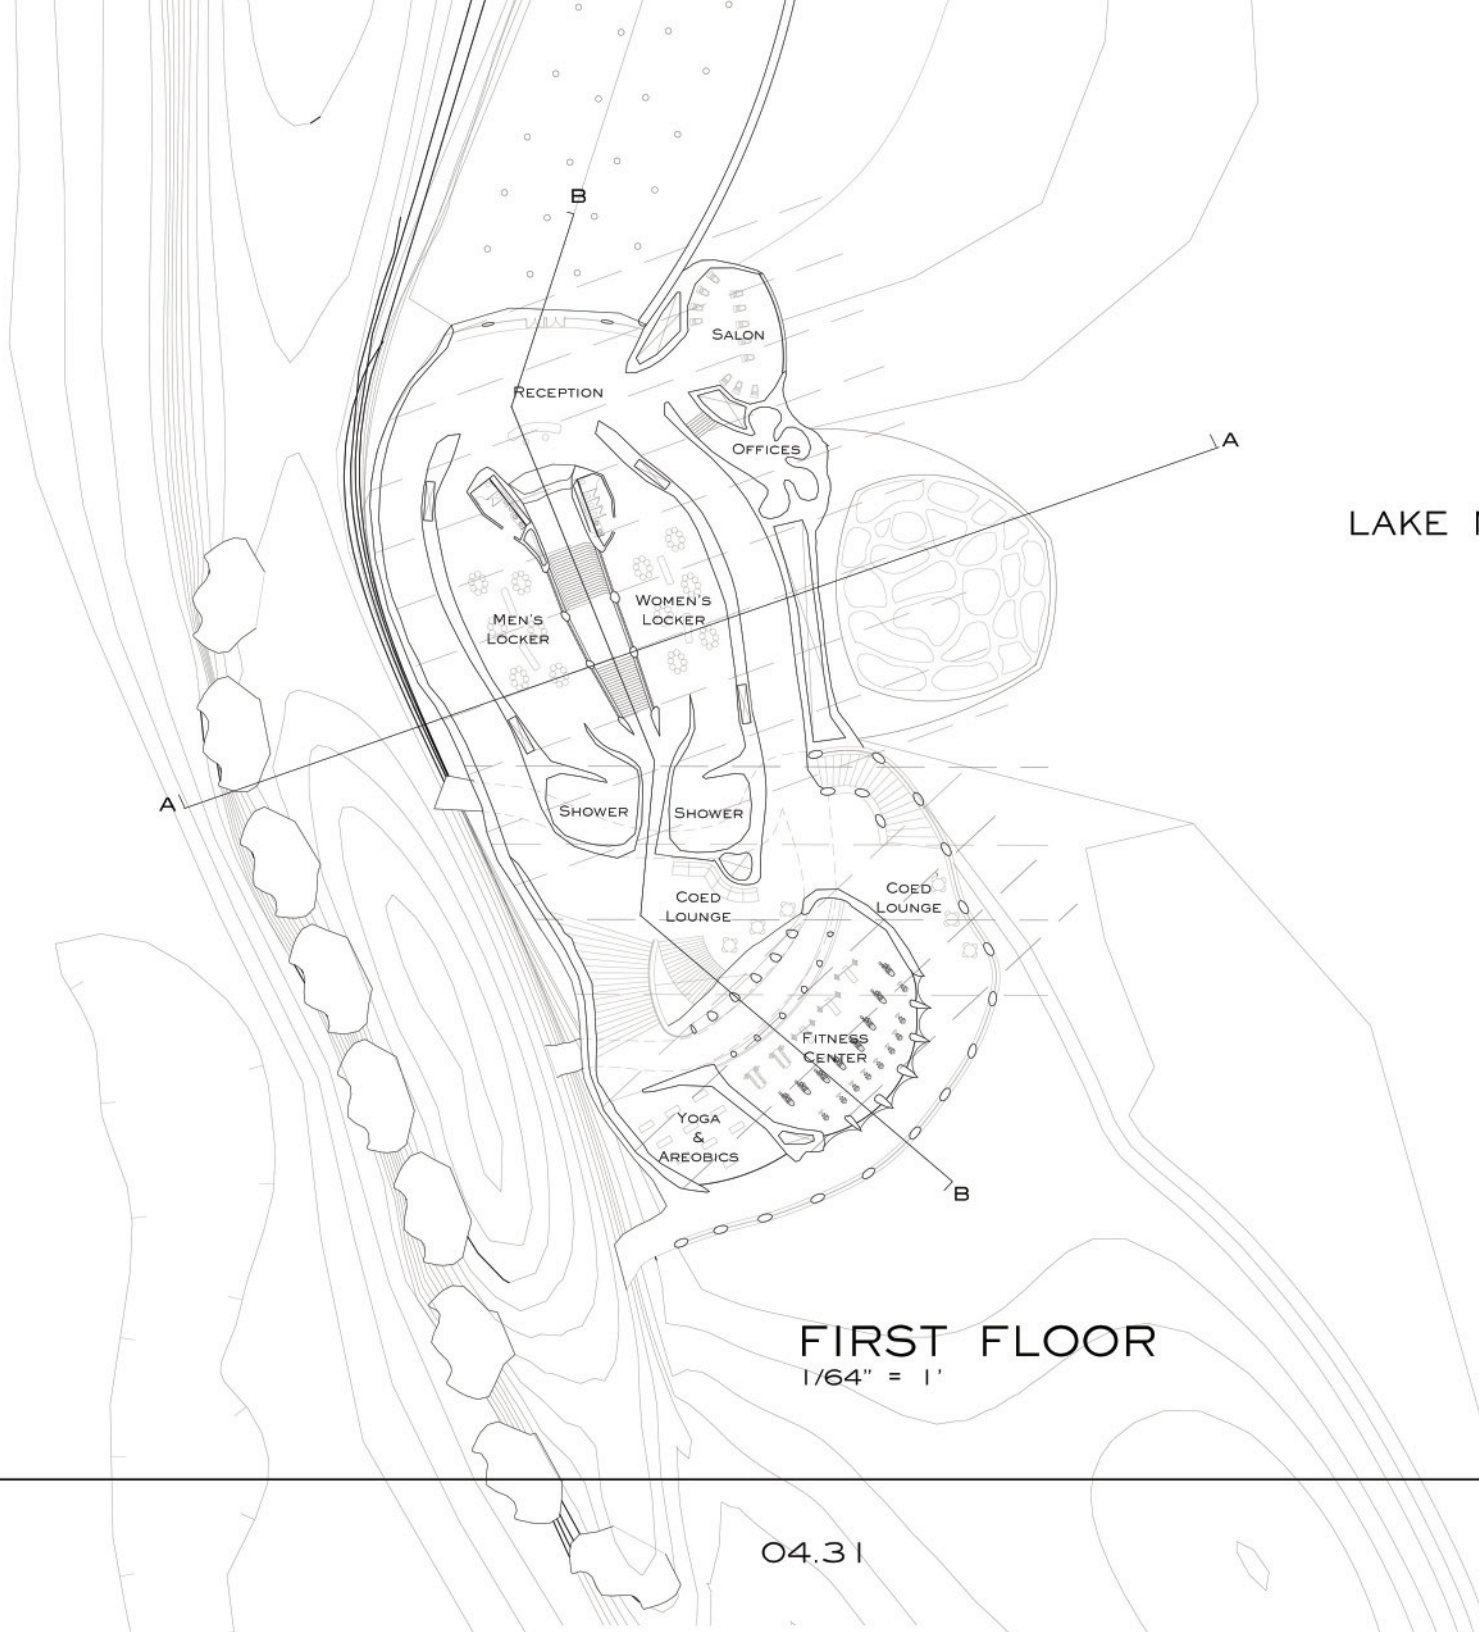 B
SALON
RECEPTION
OFFICES
A
LAKE
MEN'S
LOCKER
WOMEN'S
LOCKER
A
SHOWER
SHOWER
COED
LOUNGE
COED
LOUNGE
FITNESS
CENTER
YOGA
&
AREOBICS
B
FIRST FLOOR
1/64" = 1'
04.31